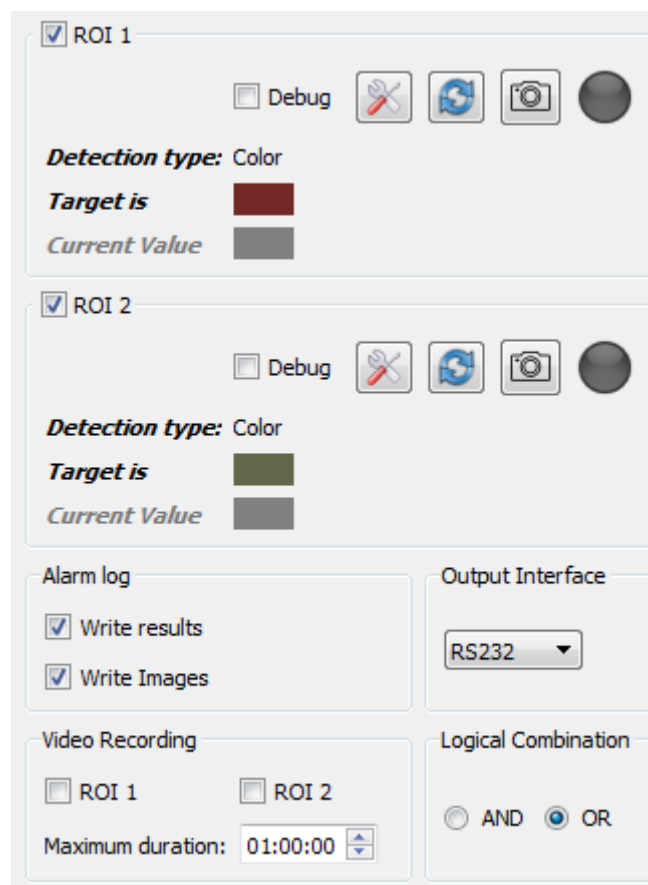 ROI 1
Debug
Detection type: Color
Target is
Current Value
ROI 2
Debug
Detection type: Color
Target is
Current Value
Alarm log
Write results
Write Images
Output Interface
RS232
Video Recording
ROI 1 ROI 2
Maximum duration: 01:00:00
Logical Combination
AND OR